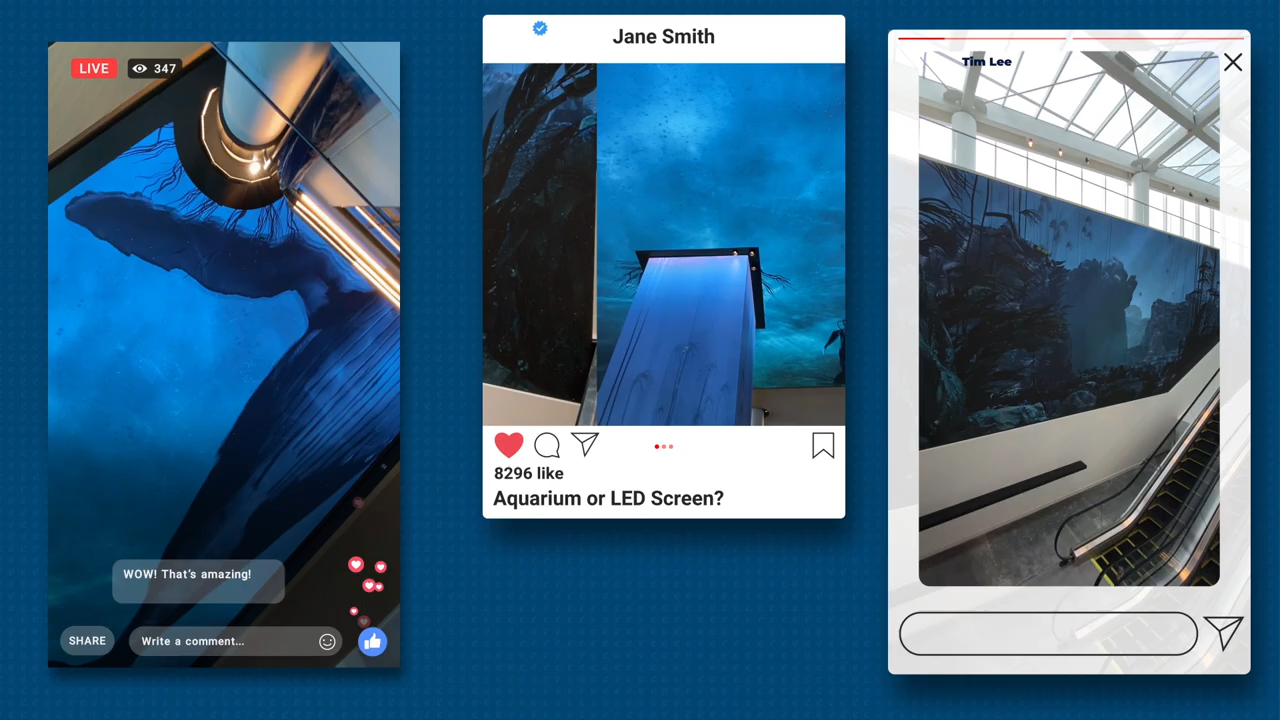 LIVE
347
WOW! That's amazing!
SHARE
Write a comment...
Jane Smith
8296 like
Aquarium or LED Screen?
Tim Lee